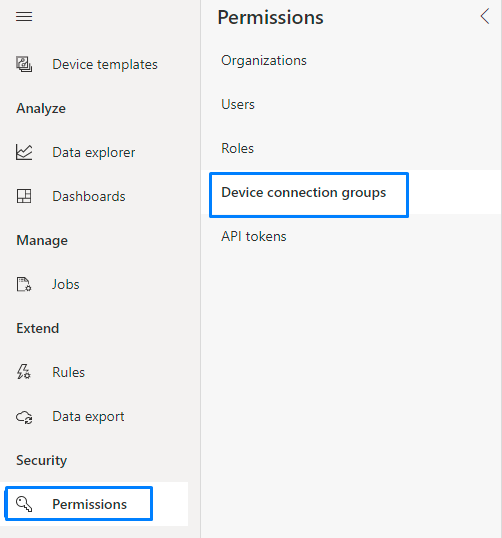 Device templates
Analyze
Data explorer
Dashboards
Manage
Jobs
Extend
Rules
Data export
Security
Permissions
Permissions
Organizations
Users
Roles
Device connection groups
API tokens